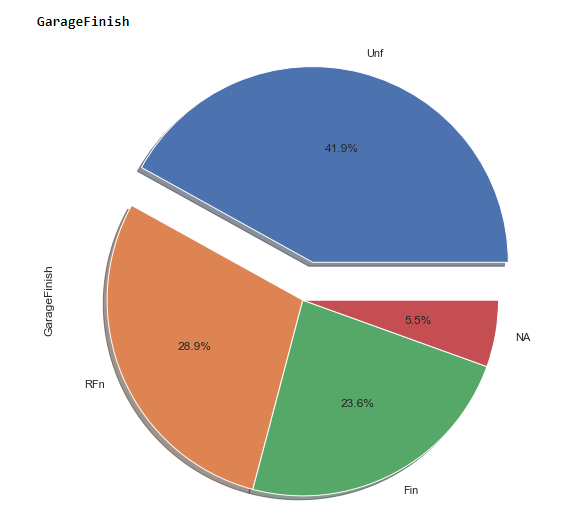 GarageFinish
Unf
41.9%
GarageFinish
5.5%
NA
28.9%
RFn
23.6%
Fin